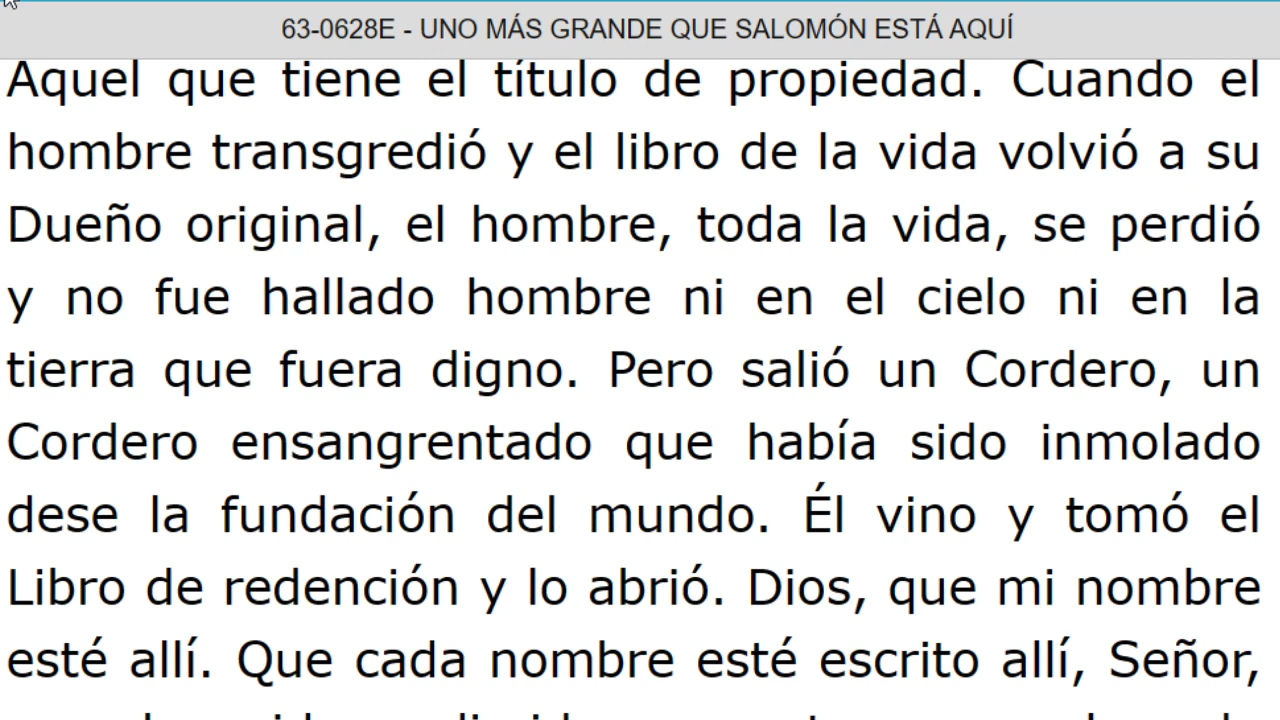 63-0628E - UNO MÁS GRANDE QUE SALOMÓN ESTÁ AQUÍ
Aquel que tiene el título de propiedad. Cuando el
hombre transgredió y el libro de la vida volvió a su
Dueño original, el hombre, toda la vida, se perdió
y no fue hallado hombre ni en el cielo ni en la
tierra que fuera digno. Pero salió un Cordero, un
Cordero ensangrentado que había sido inmolado
dese la fundación del mundo. Él vino y tomó el
Libro de redención y lo abrió. Dios, que mi nombre
esté allí. Que cada nombre esté escrito allí, Señor,